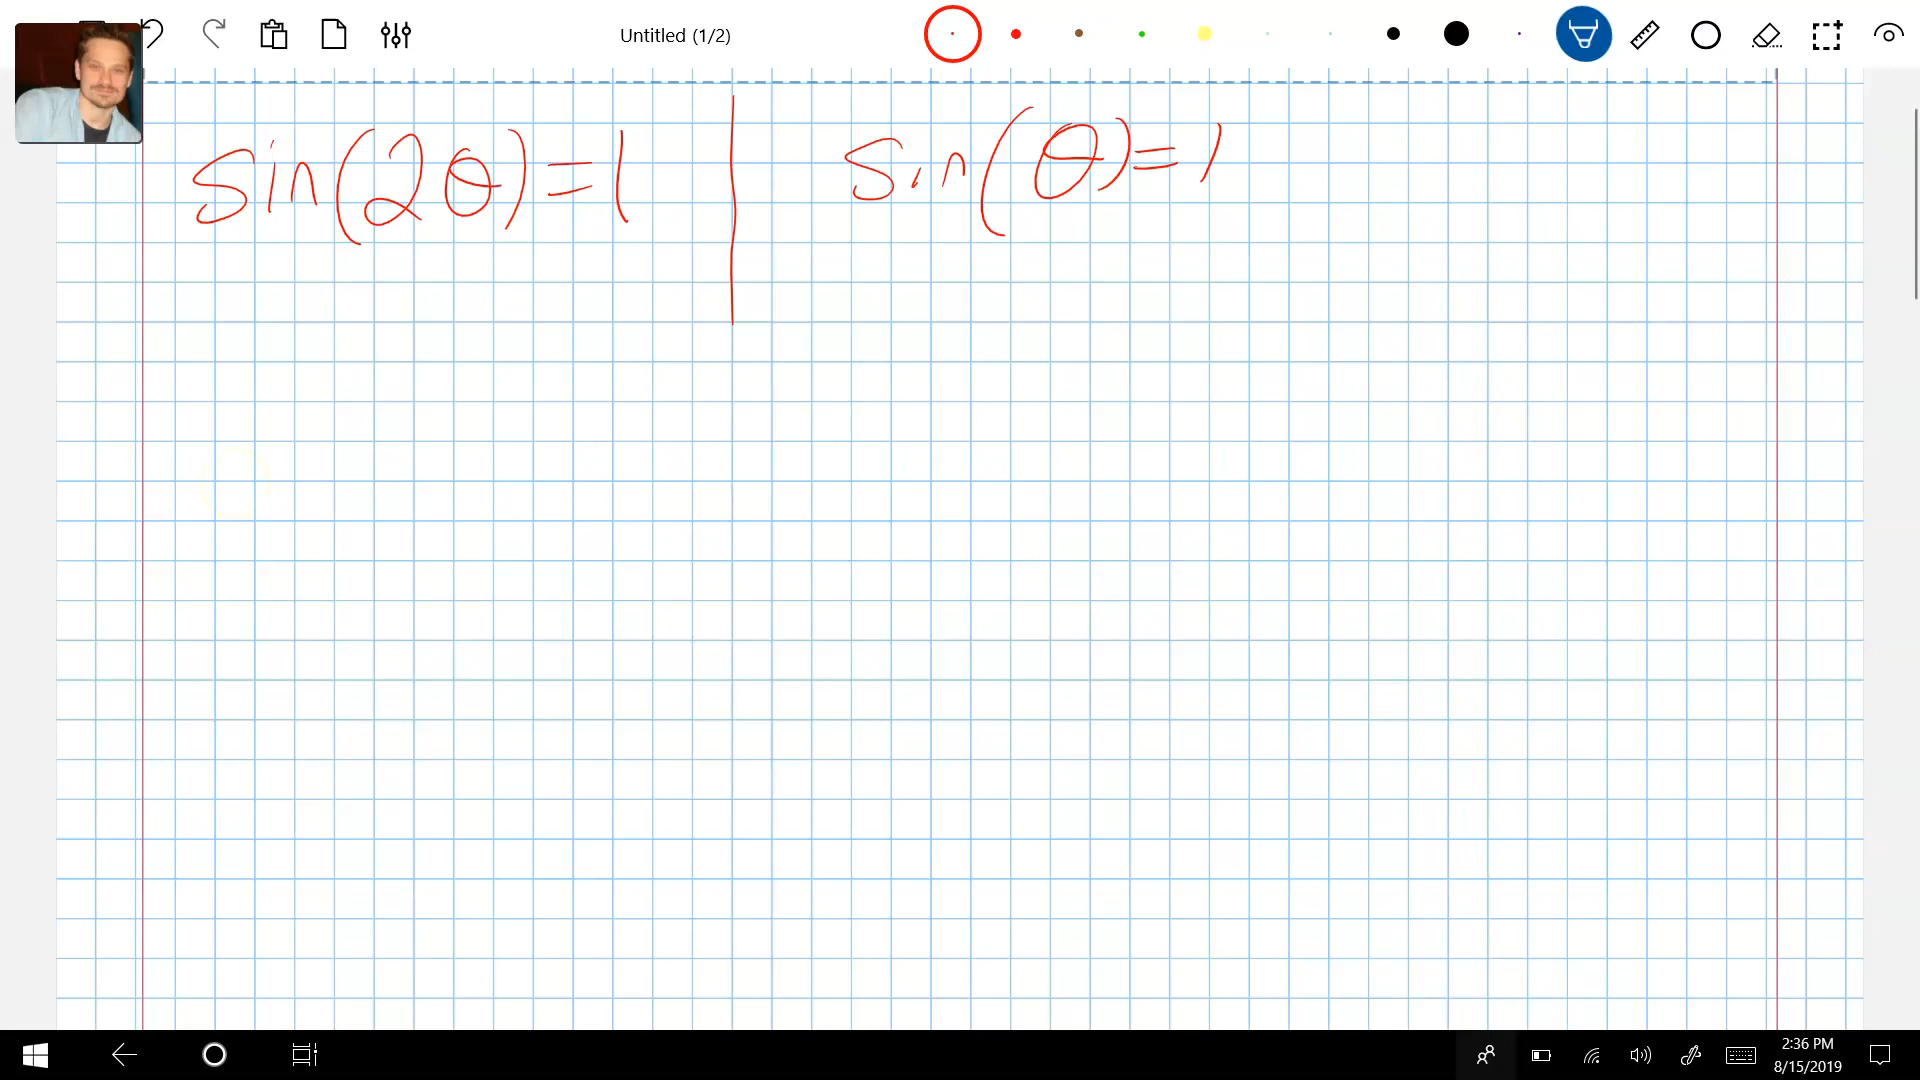 Untitled (1/2)
sin(2θ)=1
sin(θ)=1
2:36 PM
8/15/2019